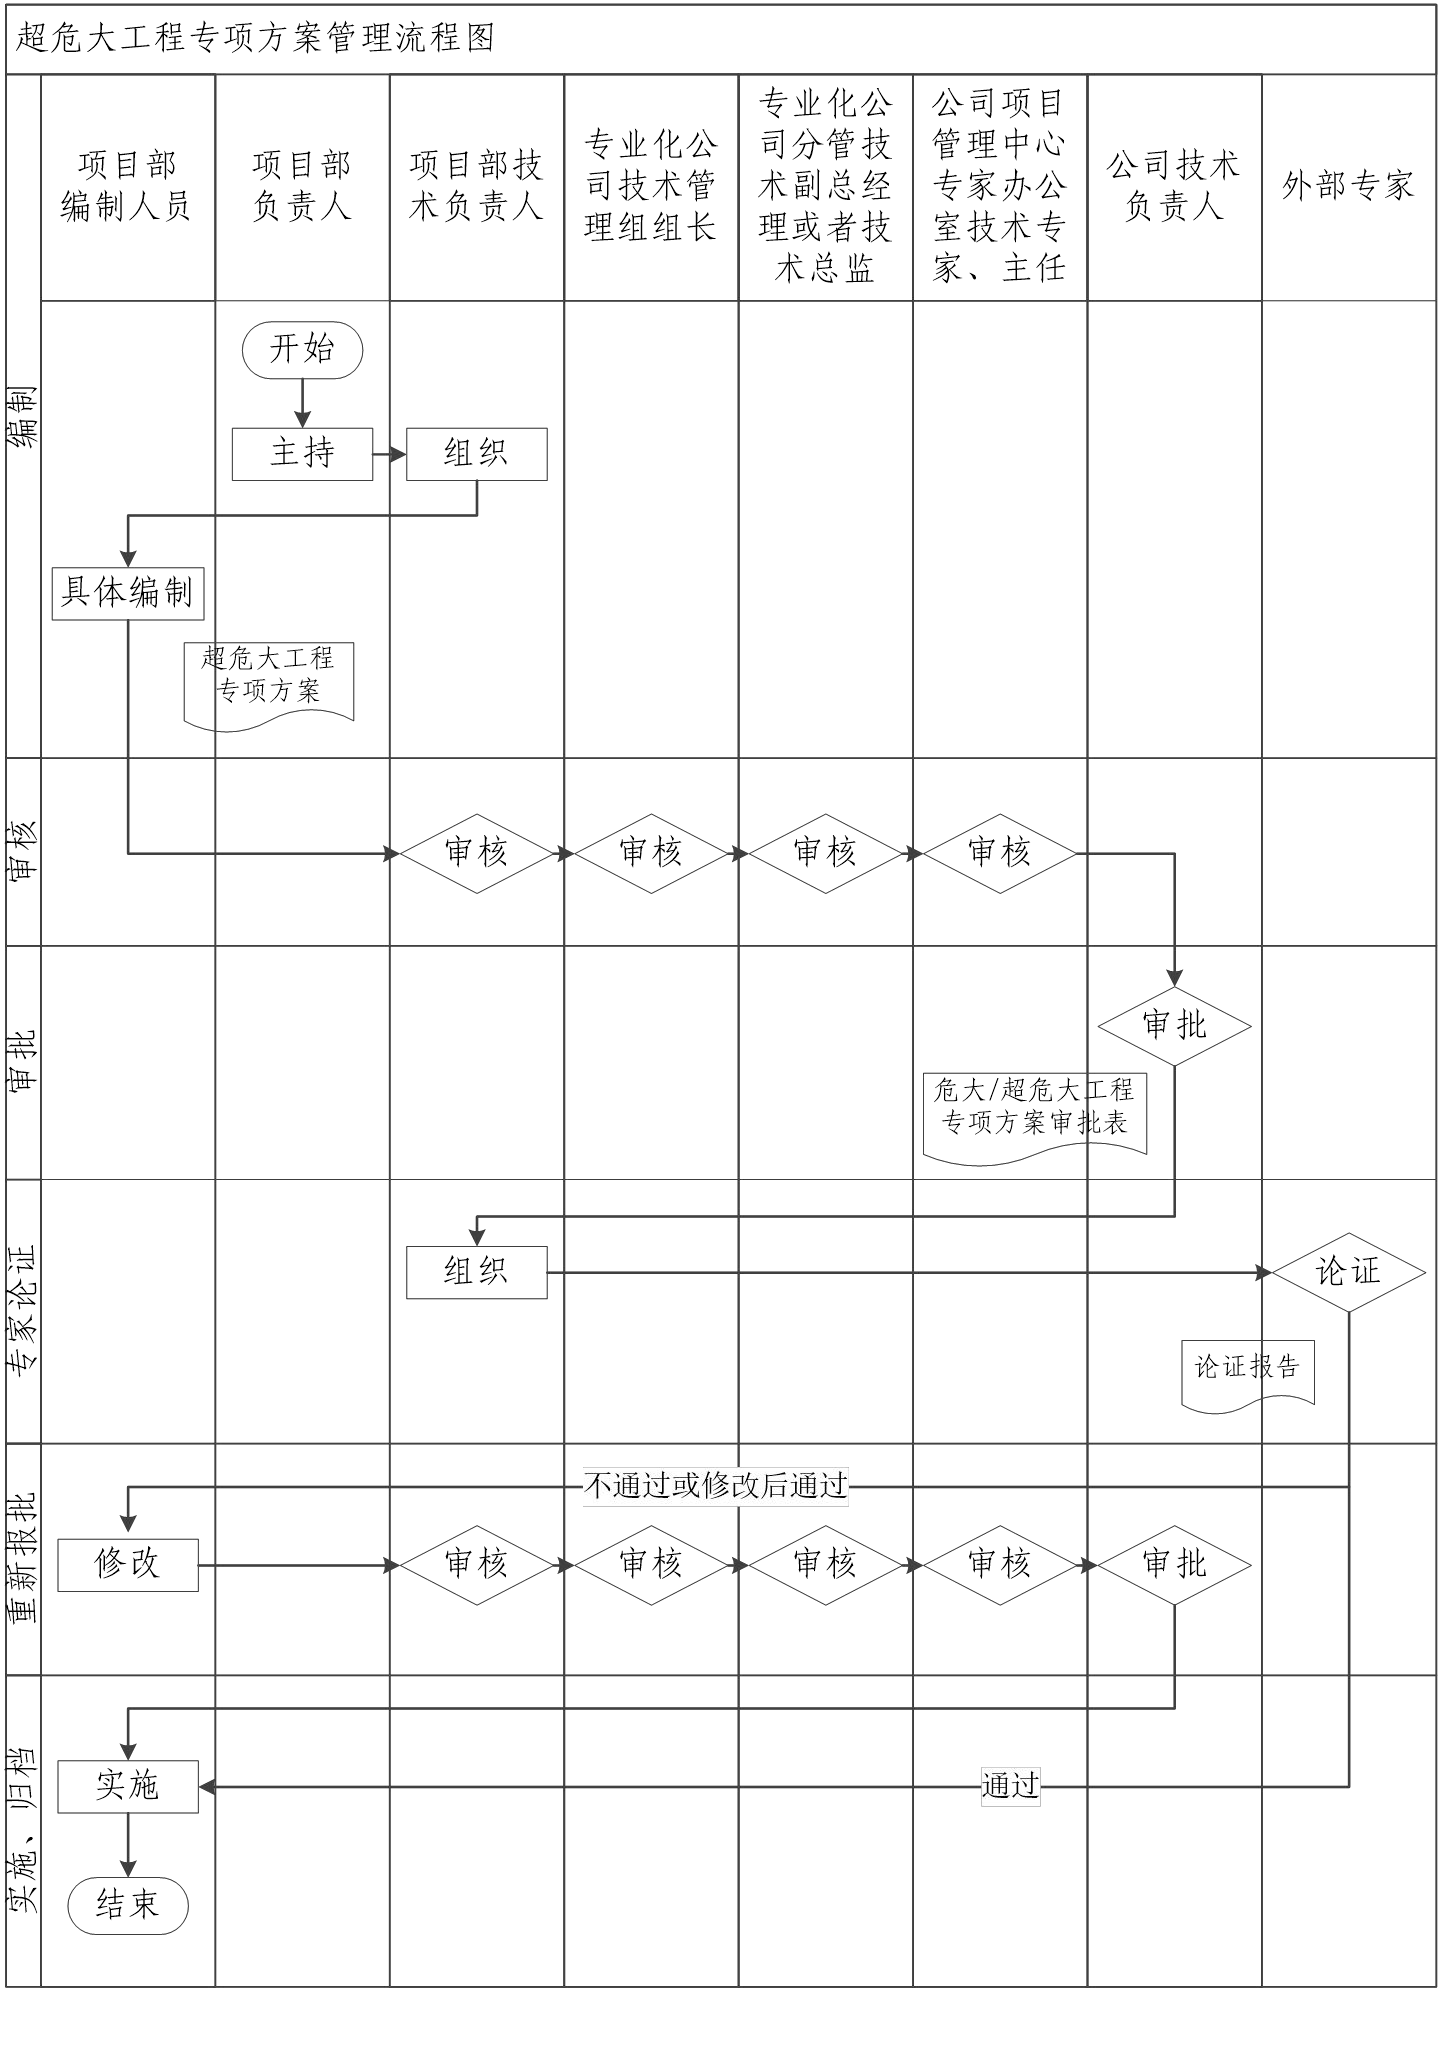 超危大工程专项方案管理流程图
项目部
编制人员
项目部
负责人
项目部技
术负责人
专业化公
司技术管
理组组长
专业化公
司分管技
术副总经
理或者技
术总监
公司项目
管理中心
专家办公
室技术专
家、主任
公司技术
负责人
外部专家
编制
开始
主持
组织
具体编制
超危大工程
专项方案
审核
审核
审核
审核
审核
审批
审批
危大/超危大工程
专项方案审批表
专家论证
组织
论证
论证报告
重新报批
不通过或修改后通过
修改
审核
审核
审核
审核
审批
实施、归档
实施
通过
结束